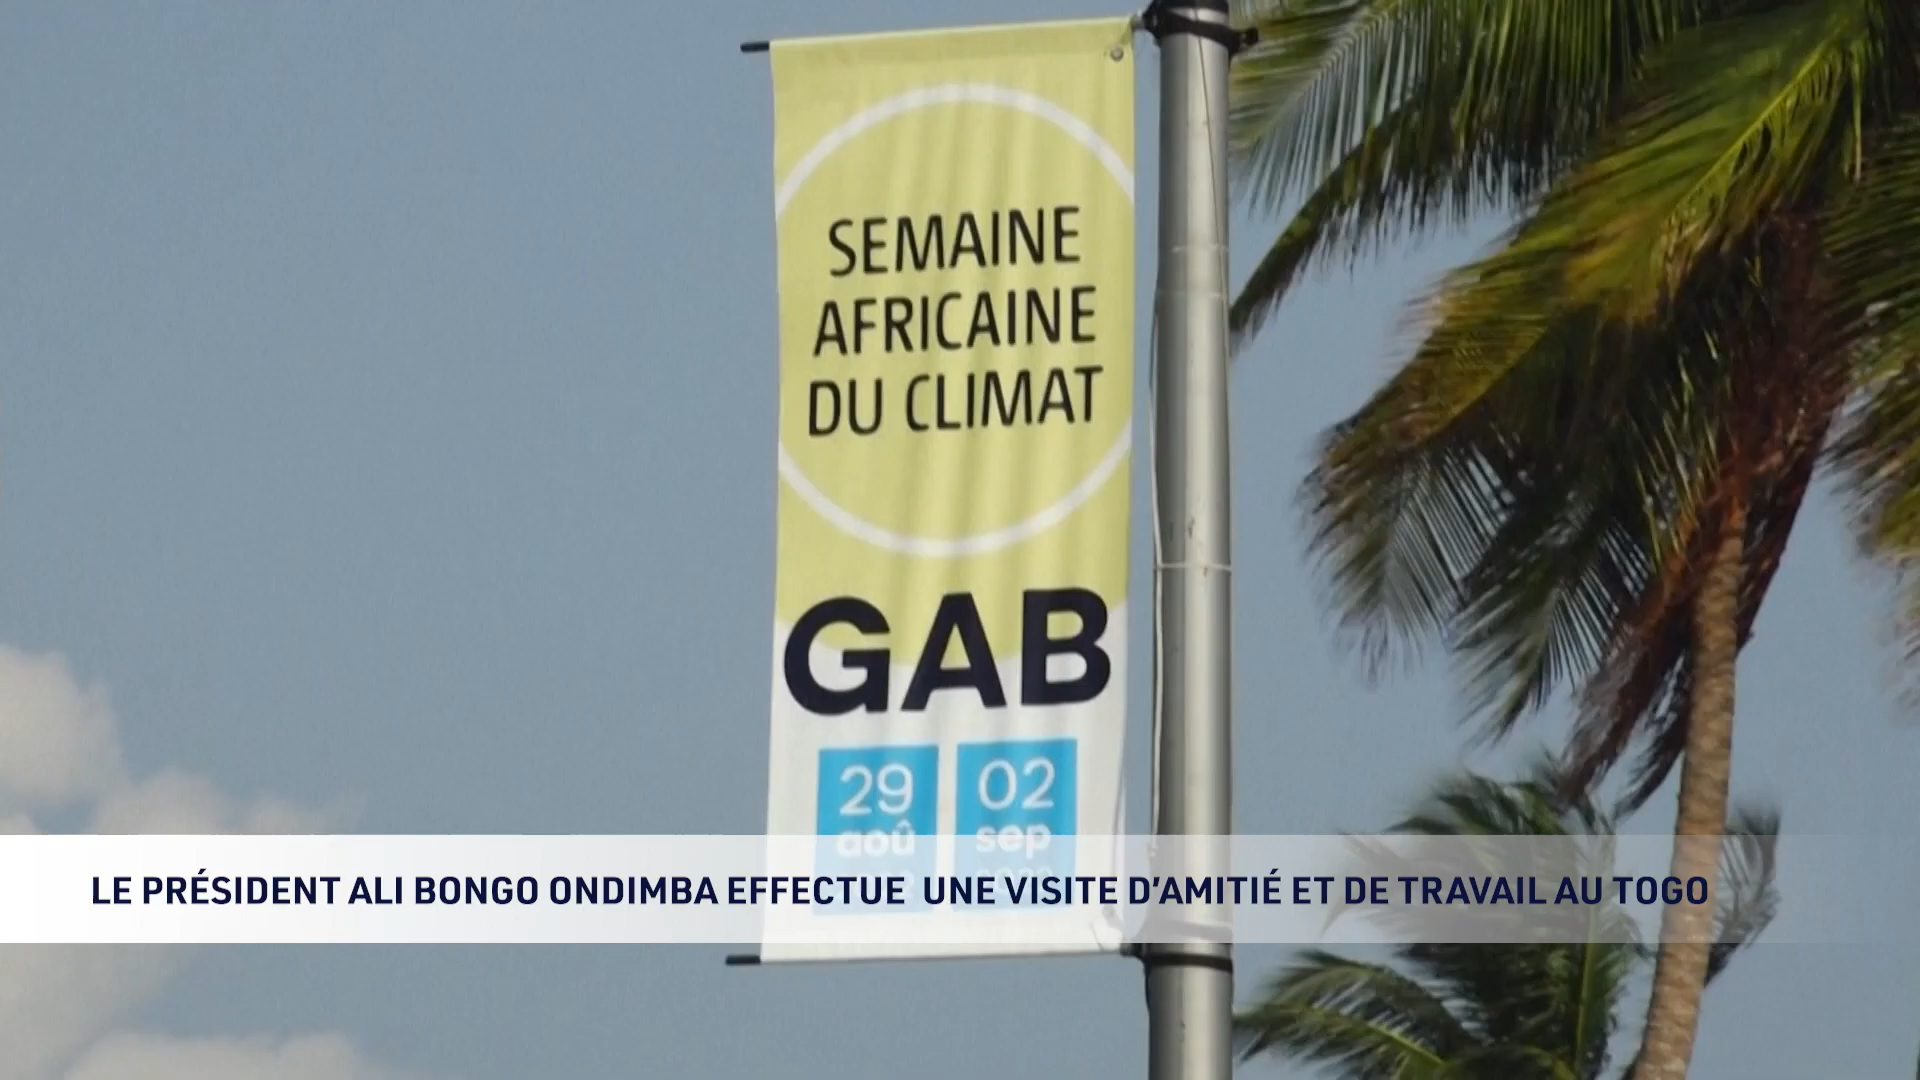 SEMAINE
AFRICAINE
DU CLIMAT
GAB
29 02
aoû sep
LE PRÉSIDENT ALI BONGO ONDIMBA EFFECTUE UNE VISITE D'AMITIÉ ET DE TRAVAIL AU TOGO